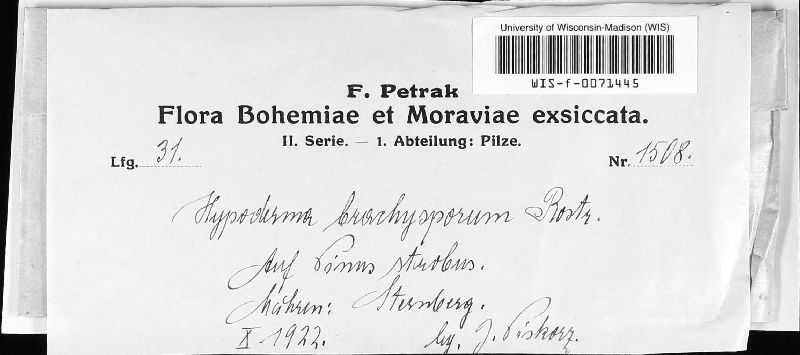 University of Wisconsin-Madison (WIS)
WIS-f-0071445
F. Petrak
Flora Bohemiae et Moraviae exsiccata.
II. Serie. — 1. Abteilung: Pilze.
Lfg. 31. Nr. 1508.
Hypoderma brachysporum Rostr.
Auf Pinus strobus.
Mähren: Sternberg.
X 1922. lg. J. Piskorz.